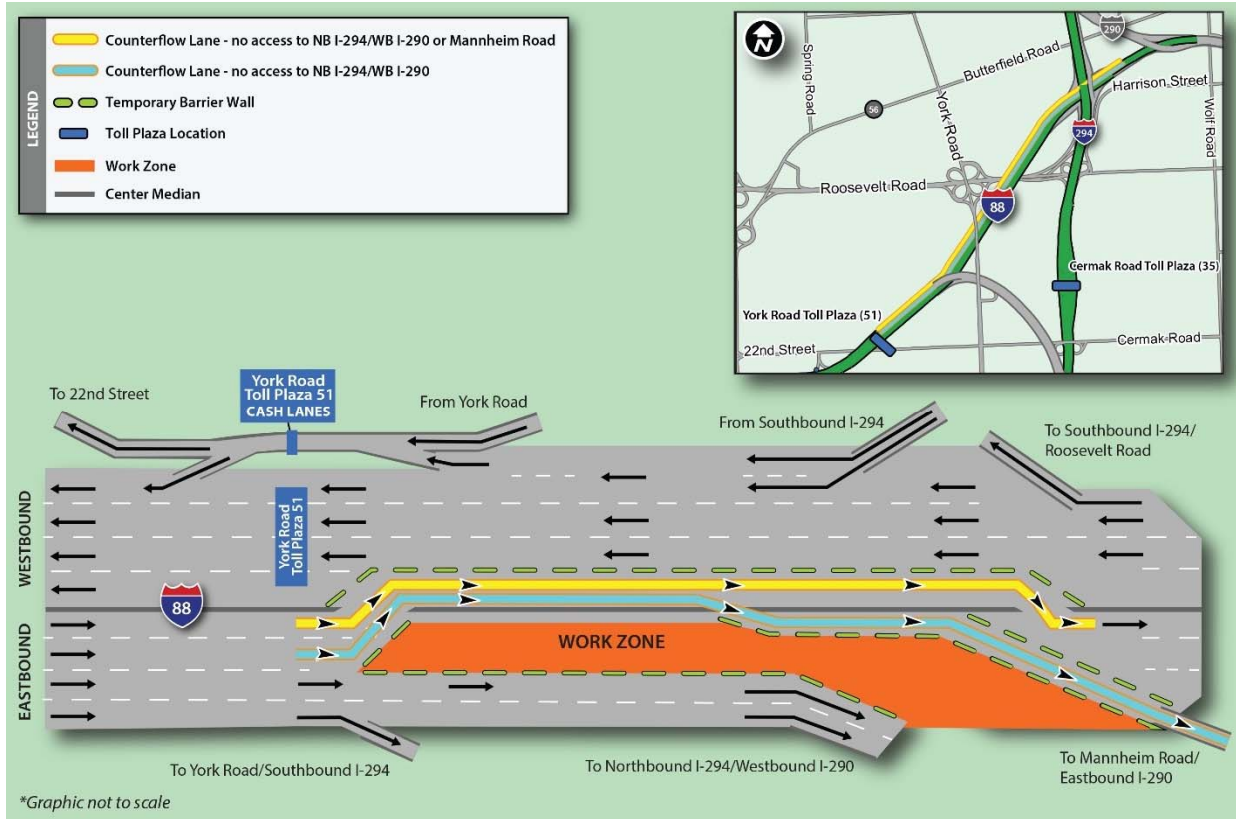 LEGEND
Counterflow Lane - no access to NB I-294/WB I-290 or Mannheim Road
Counterflow Lane - no access to NB I-294/WB I-290
Temporary Barrier Wall
Toll Plaza Location
Work Zone
Center Median
N
290
Spring Road
Butterfield Road
Harrison Street
56
York Road
294
Wolf Road
Roosevelt Road
88
Cermak Road Toll Plaza (35)
York Road Toll Plaza (51)
22nd Street
Cermak Road
To 22nd Street
York Road
Toll Plaza 51
CASH LANES
From York Road
From Southbound I-294
To Southbound I-294/
Roosevelt Road
WESTBOUND
York Road
Toll Plaza 51
88
EASTBOUND
WORK ZONE
To York Road/Southbound I-294
To Northbound I-294/Westbound I-290
To Mannheim Road/
Eastbound I-290
*Graphic not to scale